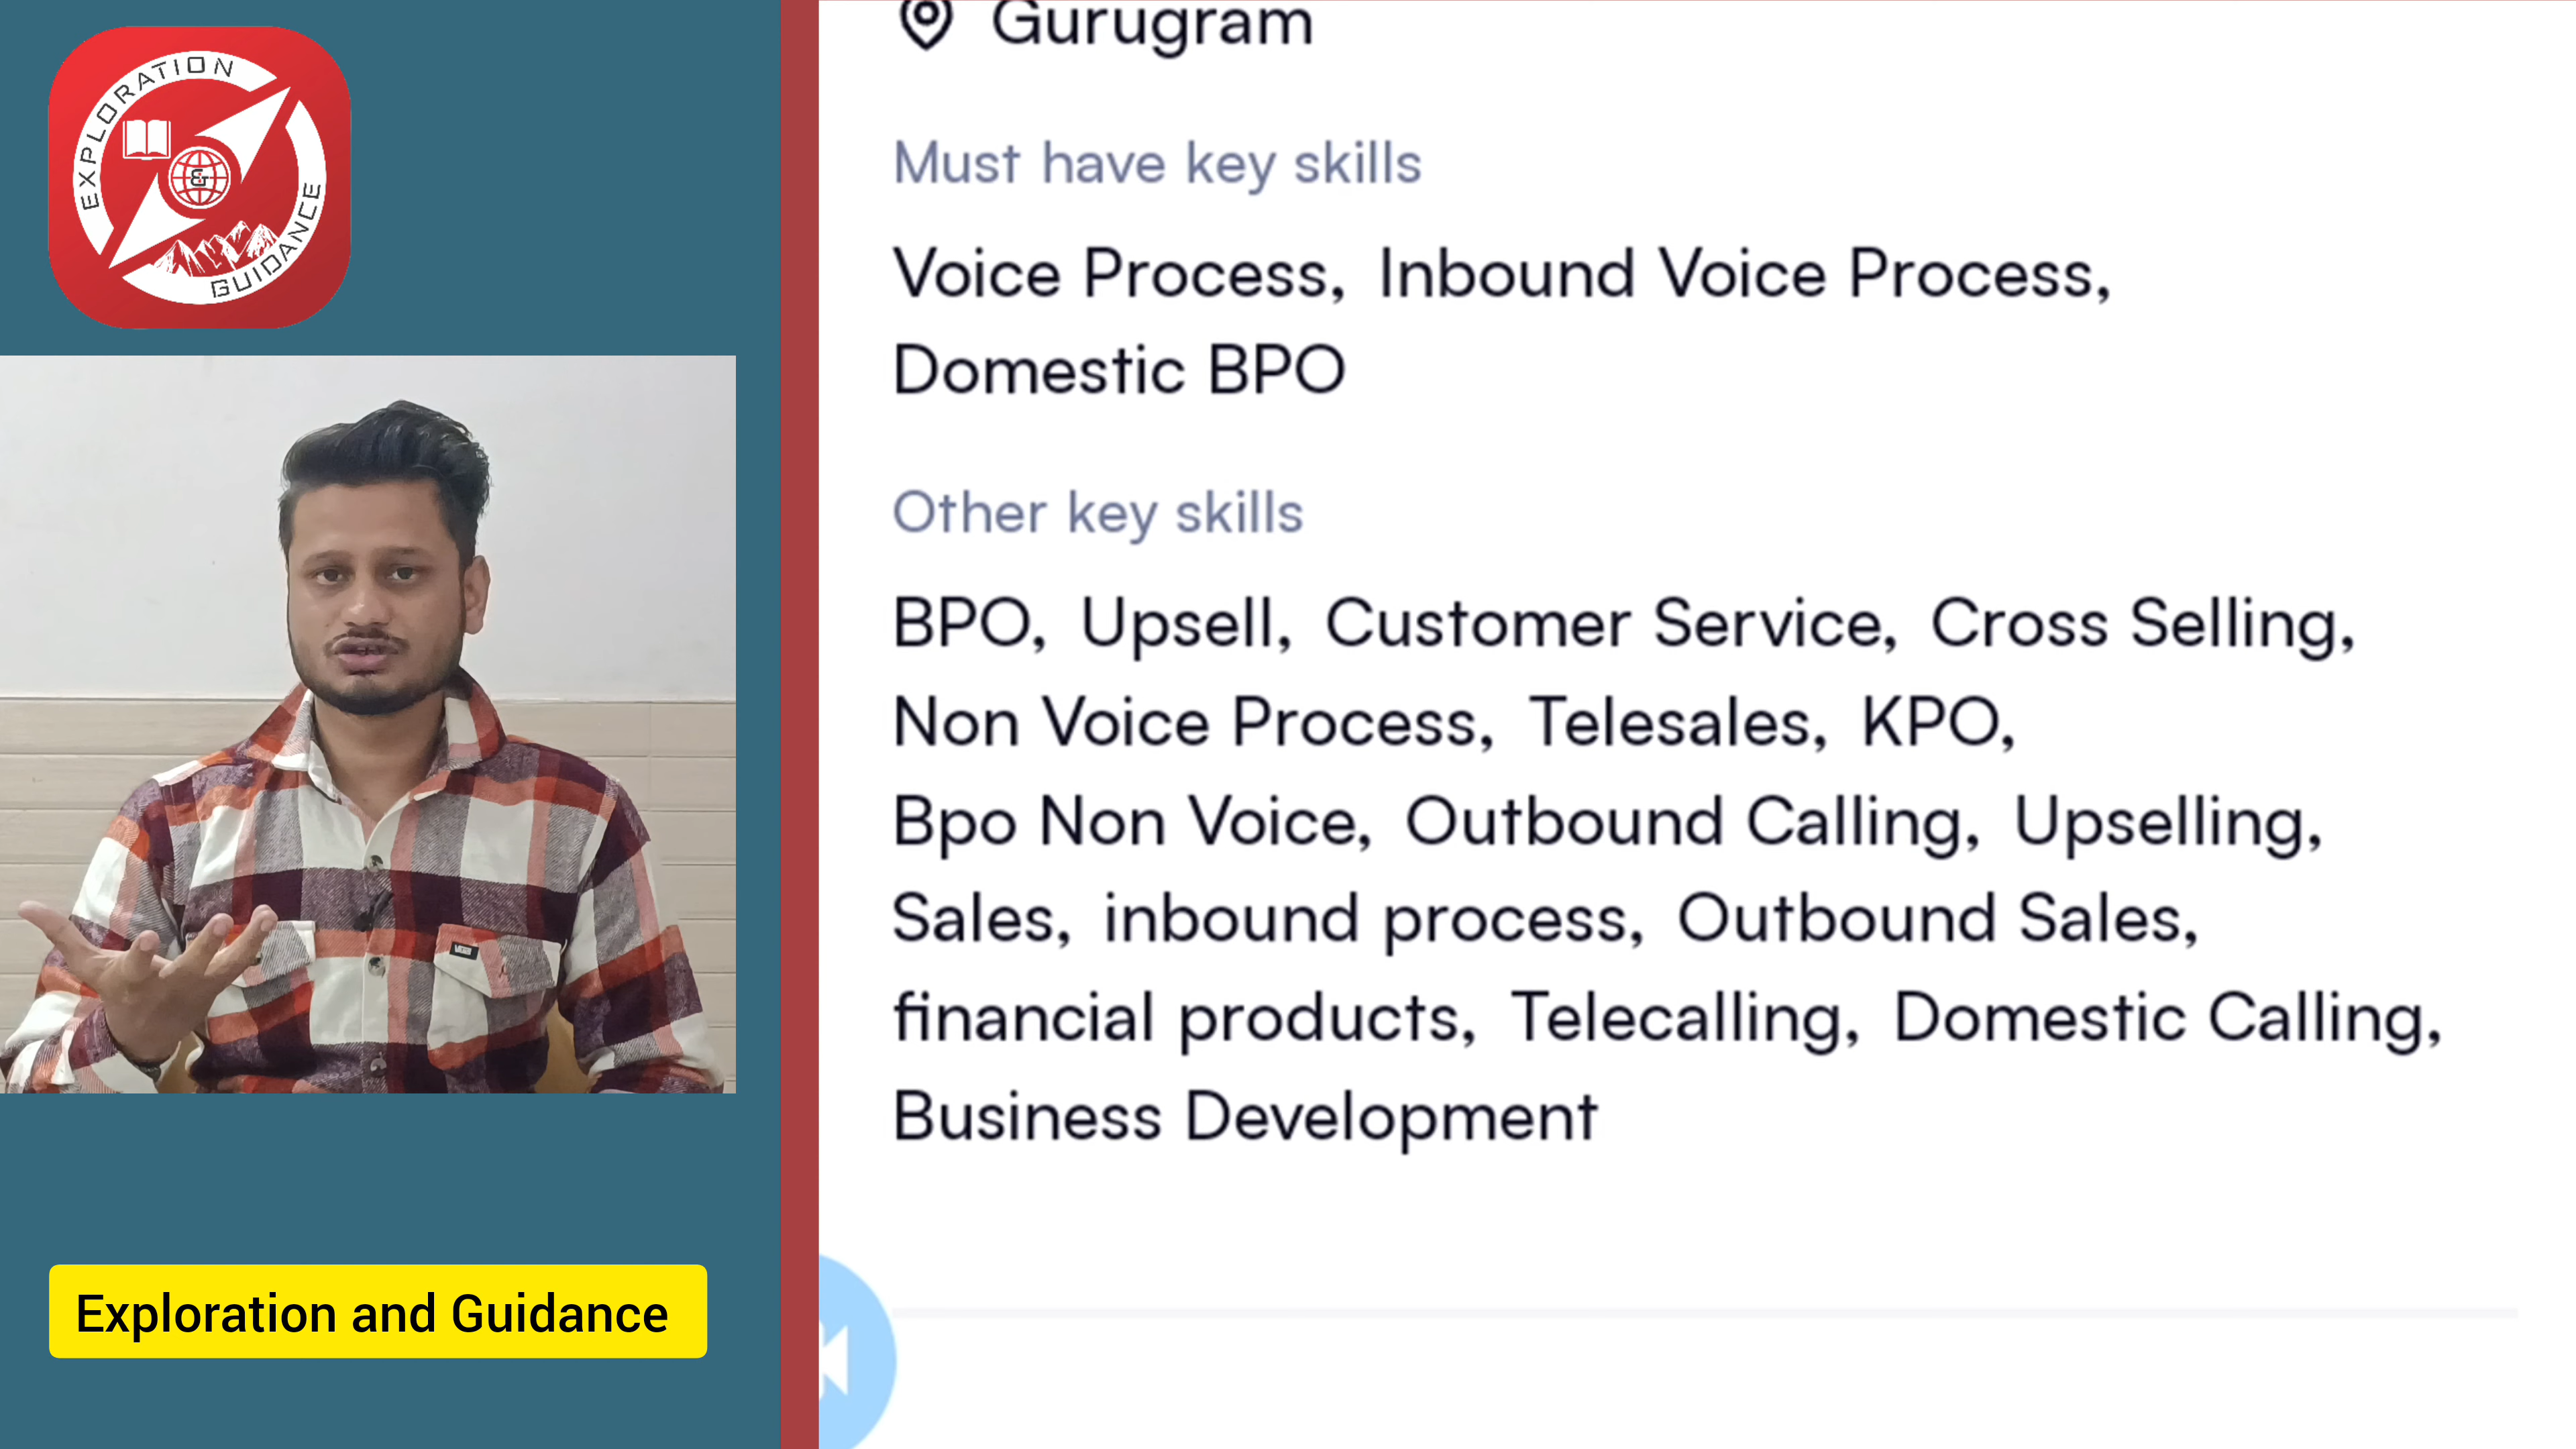 EXPLORATION
&
GUIDANCE
Exploration and Guidance
Gurugram
Must have key skills
Voice Process, Inbound Voice Process,
Domestic BPO
Other key skills
BPO, Upsell, Customer Service, Cross Selling,
Non Voice Process, Telesales, KPO,
Bpo Non Voice, Outbound Calling, Upselling,
Sales, inbound process, Outbound Sales,
financial products, Telecalling, Domestic Calling,
Business Development